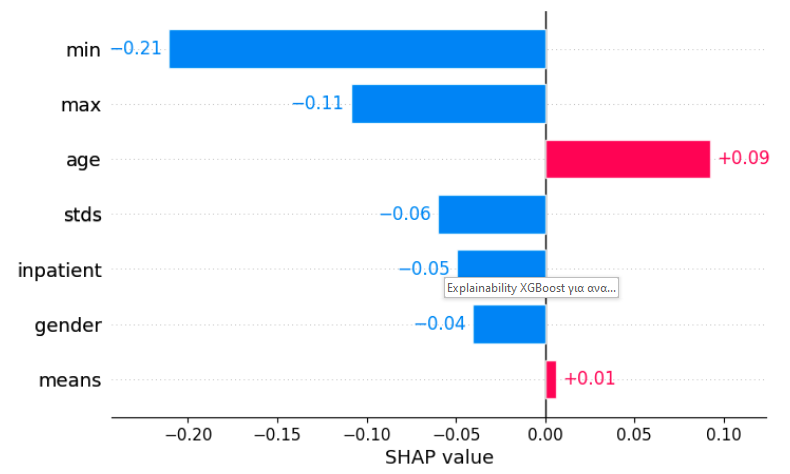 min −0.21
max −0.11
age +0.09
stds −0.06
inpatient −0.05
Explainability XGBoost για ανα...
gender −0.04
means +0.01
−0.20 −0.15 −0.10 −0.05 0.00 0.05 0.10
SHAP value